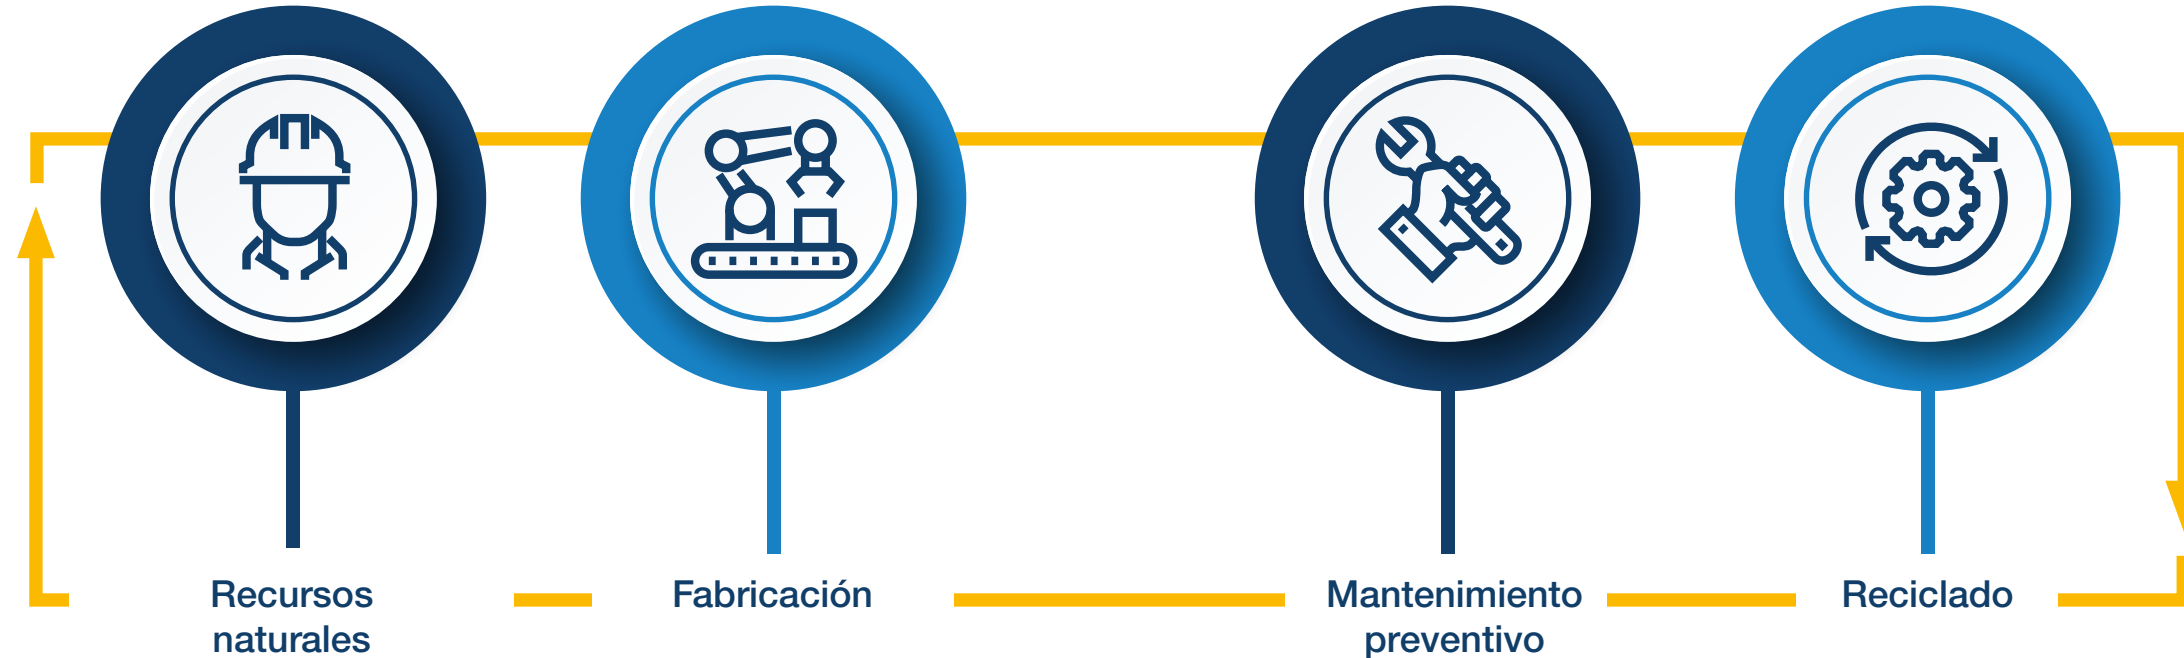 Recursos
naturales
Fabricación
Mantenimiento
preventivo
Reciclado